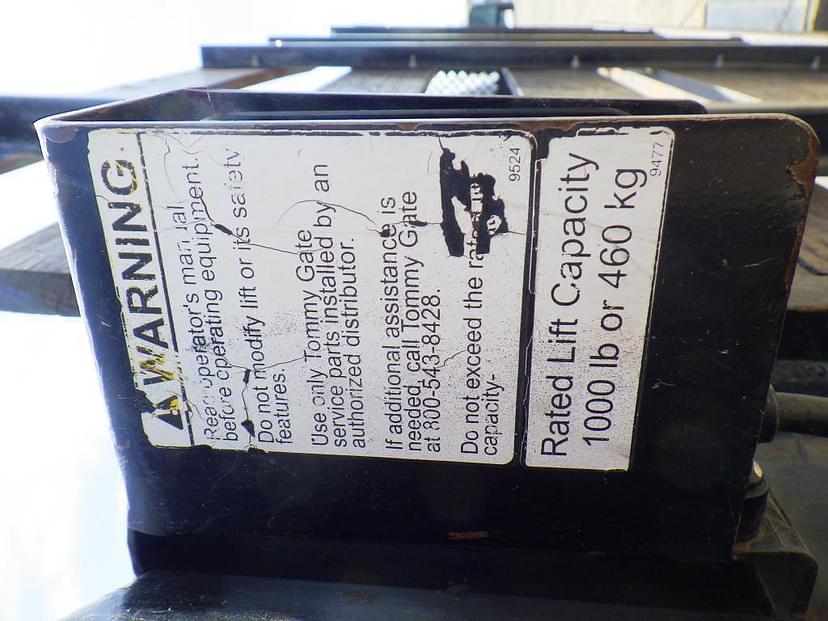 WARNING
Read operator's manual
before operating equipment.
Do not modify lift or its safety
features.
Use only Tommy Gate
service parts installed by an
authorized distributor.
If additional assistance is
needed, call Tommy Gate
at 800-543-8428.
Do not exceed the rated
capacity-
9524
Rated Lift Capacity
1000 lb or 460 kg
9477